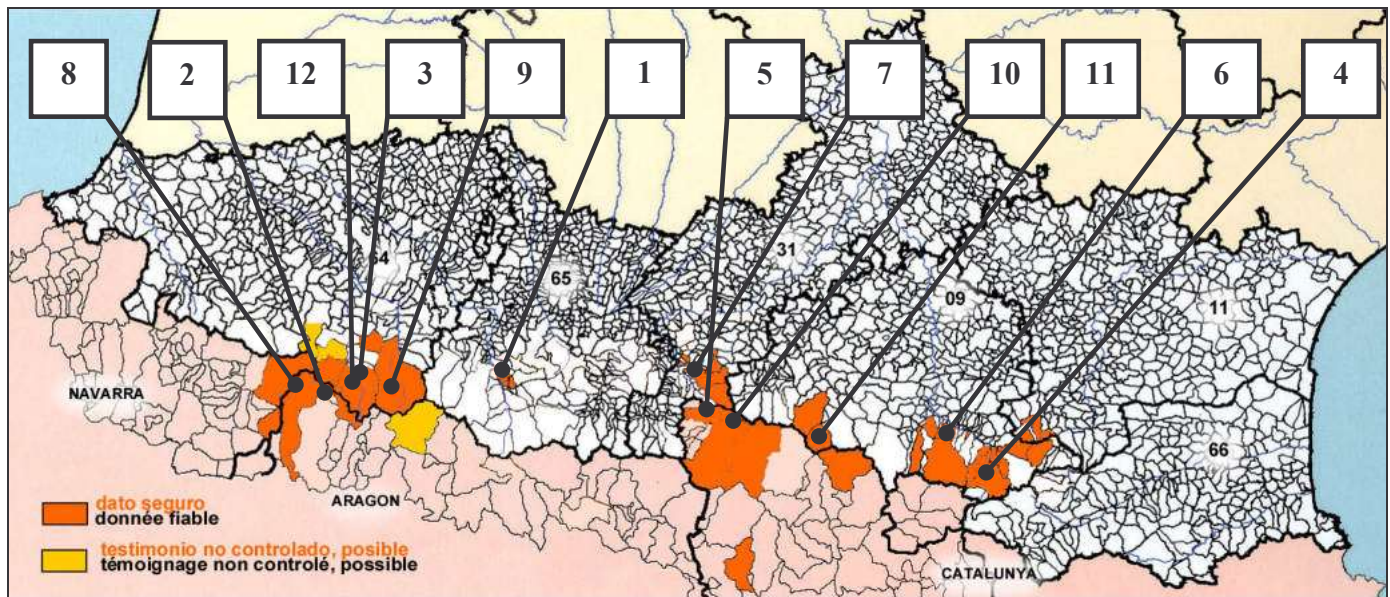 8 2 12 3 9 1 5 7 10 11 6 4
31
64
65
09
11
NAVARRA
66
ARAGON
dato seguro
donnée fiable
testimonio no controlado, posible
témoignage non contrôlé, possible
CATALUNYA